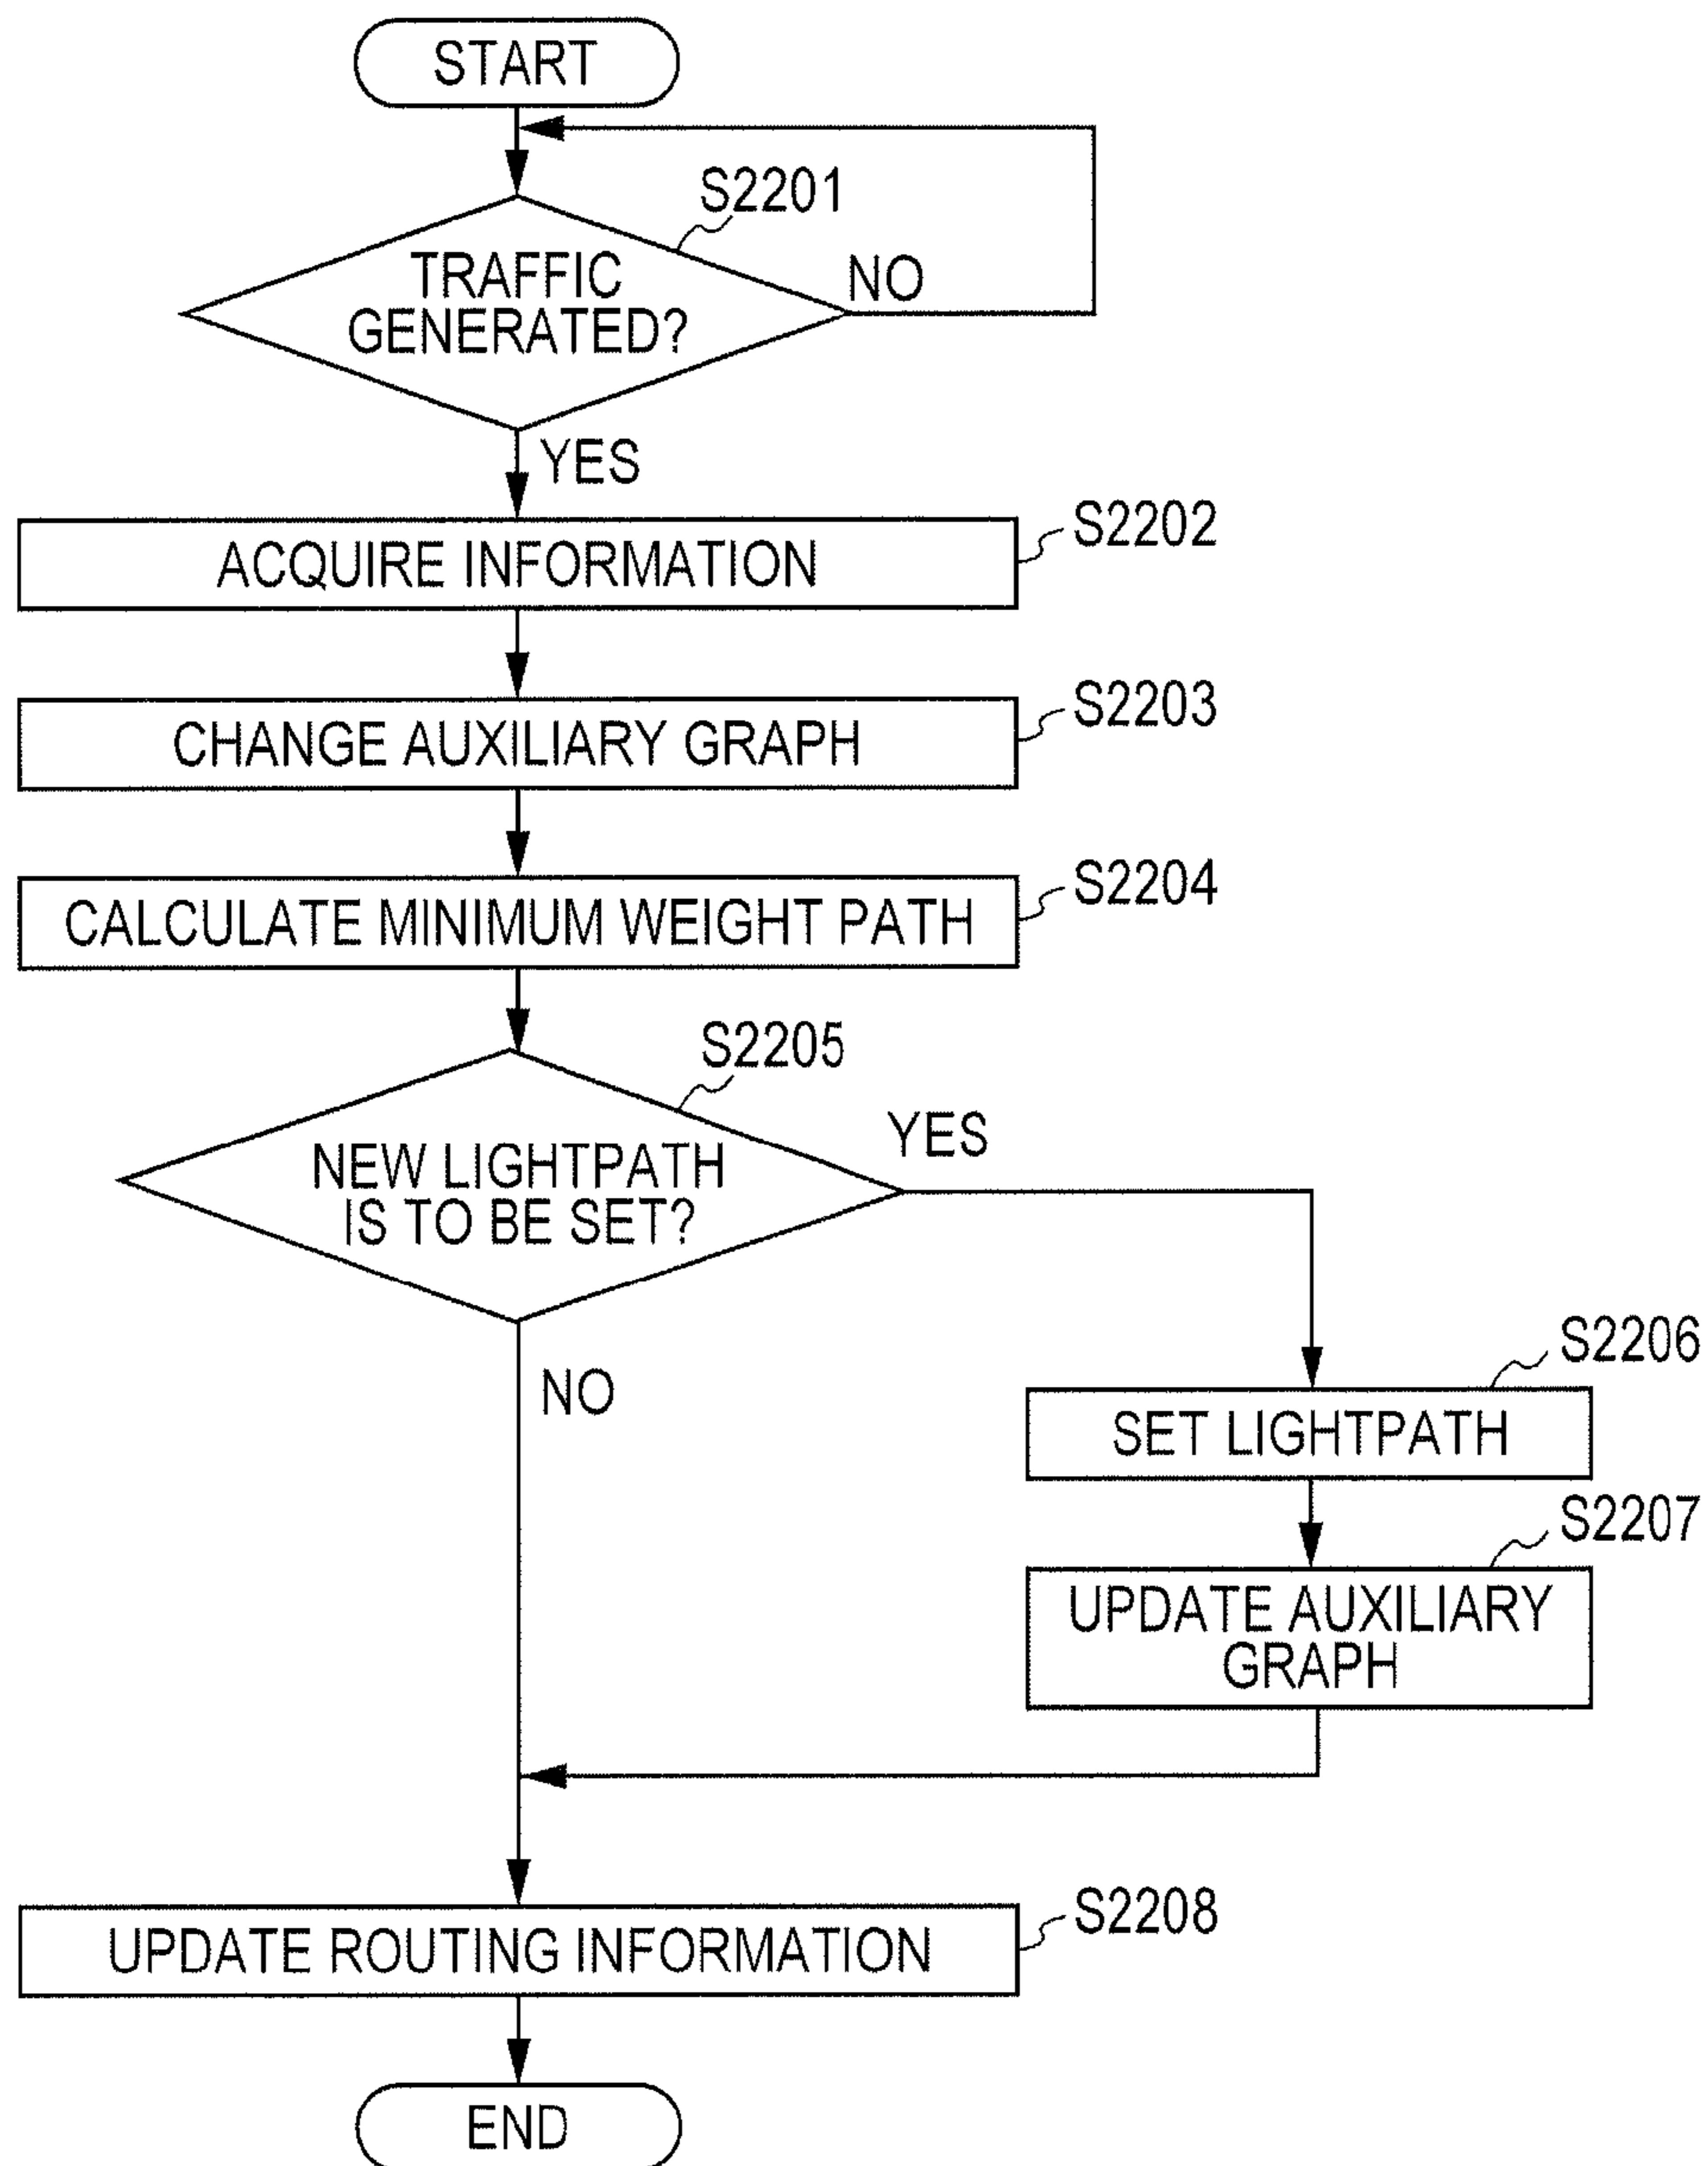 START
S2201
TRAFFIC
GENERATED?
NO
YES
ACQUIRE INFORMATION
S2202
CHANGE AUXILIARY GRAPH
S2203
CALCULATE MINIMUM WEIGHT PATH
S2204
S2205
NEW LIGHTPATH
IS TO BE SET?
YES
NO
S2206
SET LIGHTPATH
S2207
UPDATE AUXILIARY
GRAPH
UPDATE ROUTING INFORMATION
S2208
END